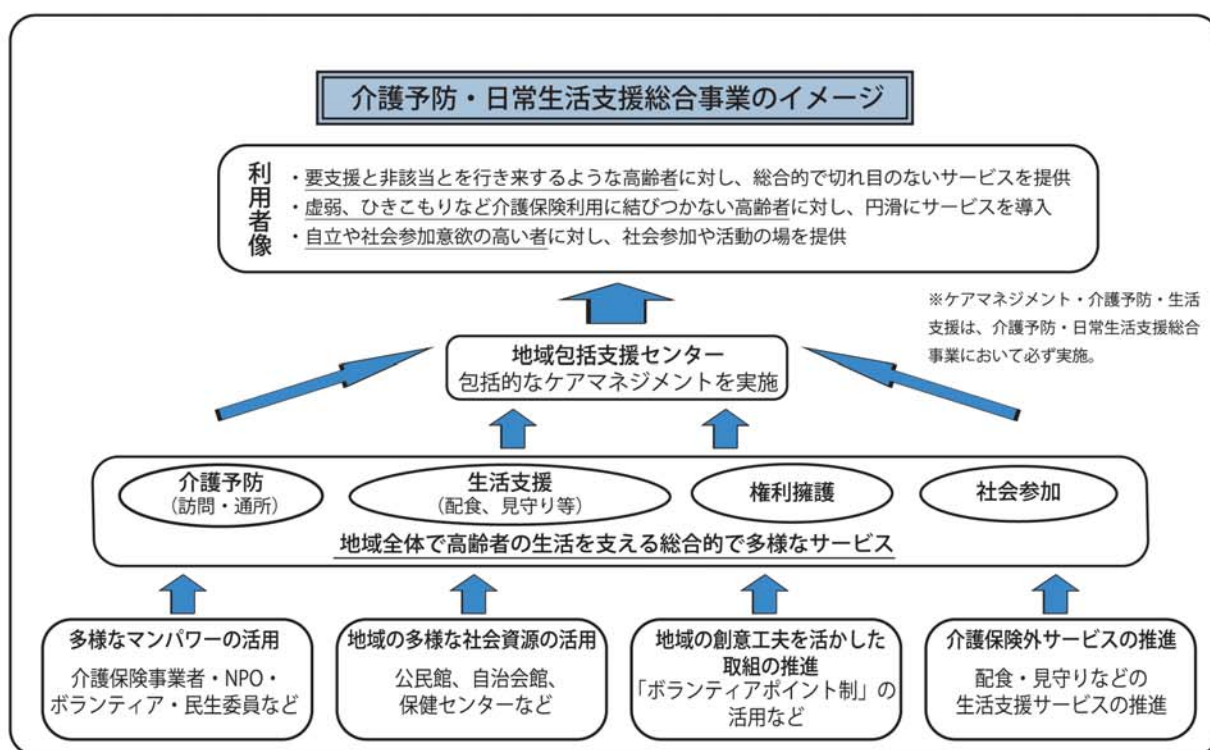 介護予防・日常生活支援総合事業のイメージ
利用者像
・要支援と非該当とを行き来するような高齢者に対し、総合的で切れ目のないサービスを提供
・虚弱、ひきこもりなど介護保険利用に結びつかない高齢者に対し、円滑にサービスを導入
・自立や社会参加意欲の高い者に対し、社会参加や活動の場を提供
※ケアマネジメント・介護予防・生活
支援は、介護予防・日常生活支援総合
事業において必ず実施。
地域包括支援センター
包括的なケアマネジメントを実施
介護予防
(訪問・通所)
生活支援
(配食、見守り等)
権利擁護
社会参加
地域全体で高齢者の生活を支える総合的で多様なサービス
多様なマンパワーの活用
介護保険事業者・NPO・
ボランティア・民生委員など
地域の多様な社会資源の活用
公民館、自治会館、
保健センターなど
地域の創意工夫を活かした
取組の推進
「ボランティアポイント制」の
活用など
介護保険外サービスの推進
配食・見守りなどの
生活支援サービスの推進